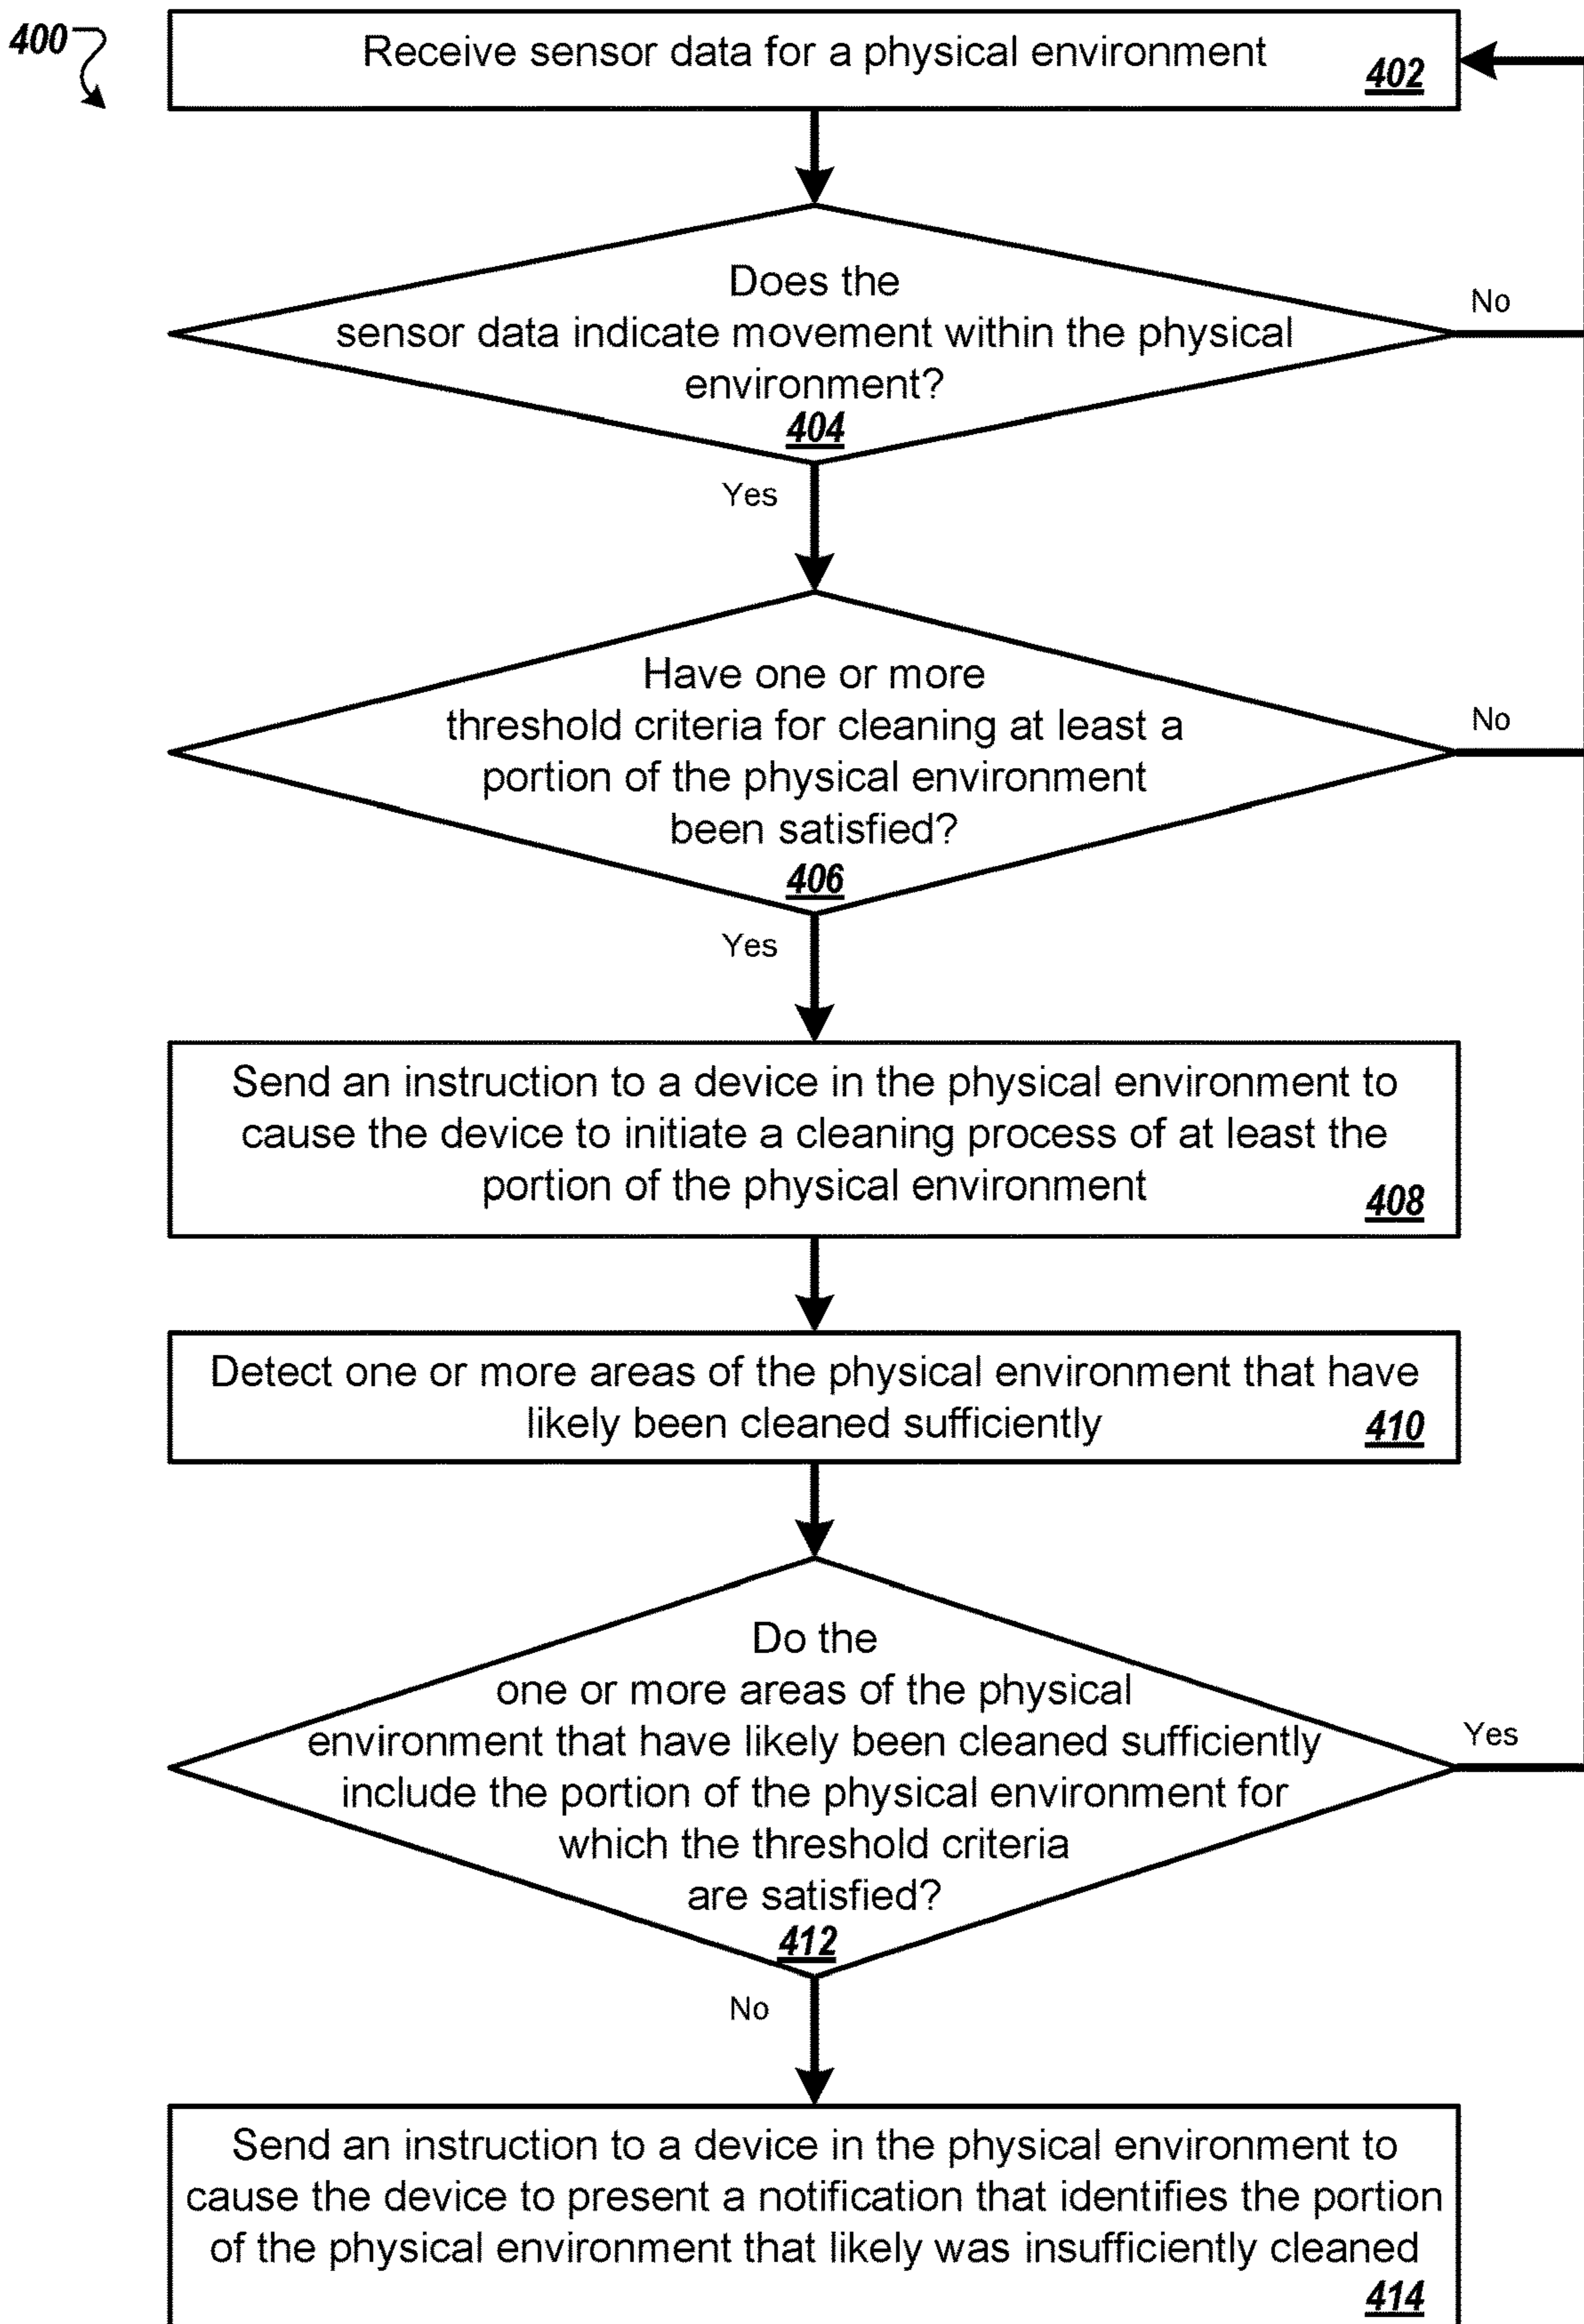 400
Receive sensor data for a physical environment
402
Does the
sensor data indicate movement within the physical
environment?
404
No
Yes
Have one or more
threshold criteria for cleaning at least a
portion of the physical environment
been satisfied?
406
No
Yes
Send an instruction to a device in the physical environment to
cause the device to initiate a cleaning process of at least the
portion of the physical environment
408
Detect one or more areas of the physical environment that have
likely been cleaned sufficiently
410
Do the
one or more areas of the physical
environment that have likely been cleaned sufficiently
include the portion of the physical environment for
which the threshold criteria
are satisfied?
412
Yes
No
Send an instruction to a device in the physical environment to
cause the device to present a notification that identifies the portion
of the physical environment that likely was insufficiently cleaned
414